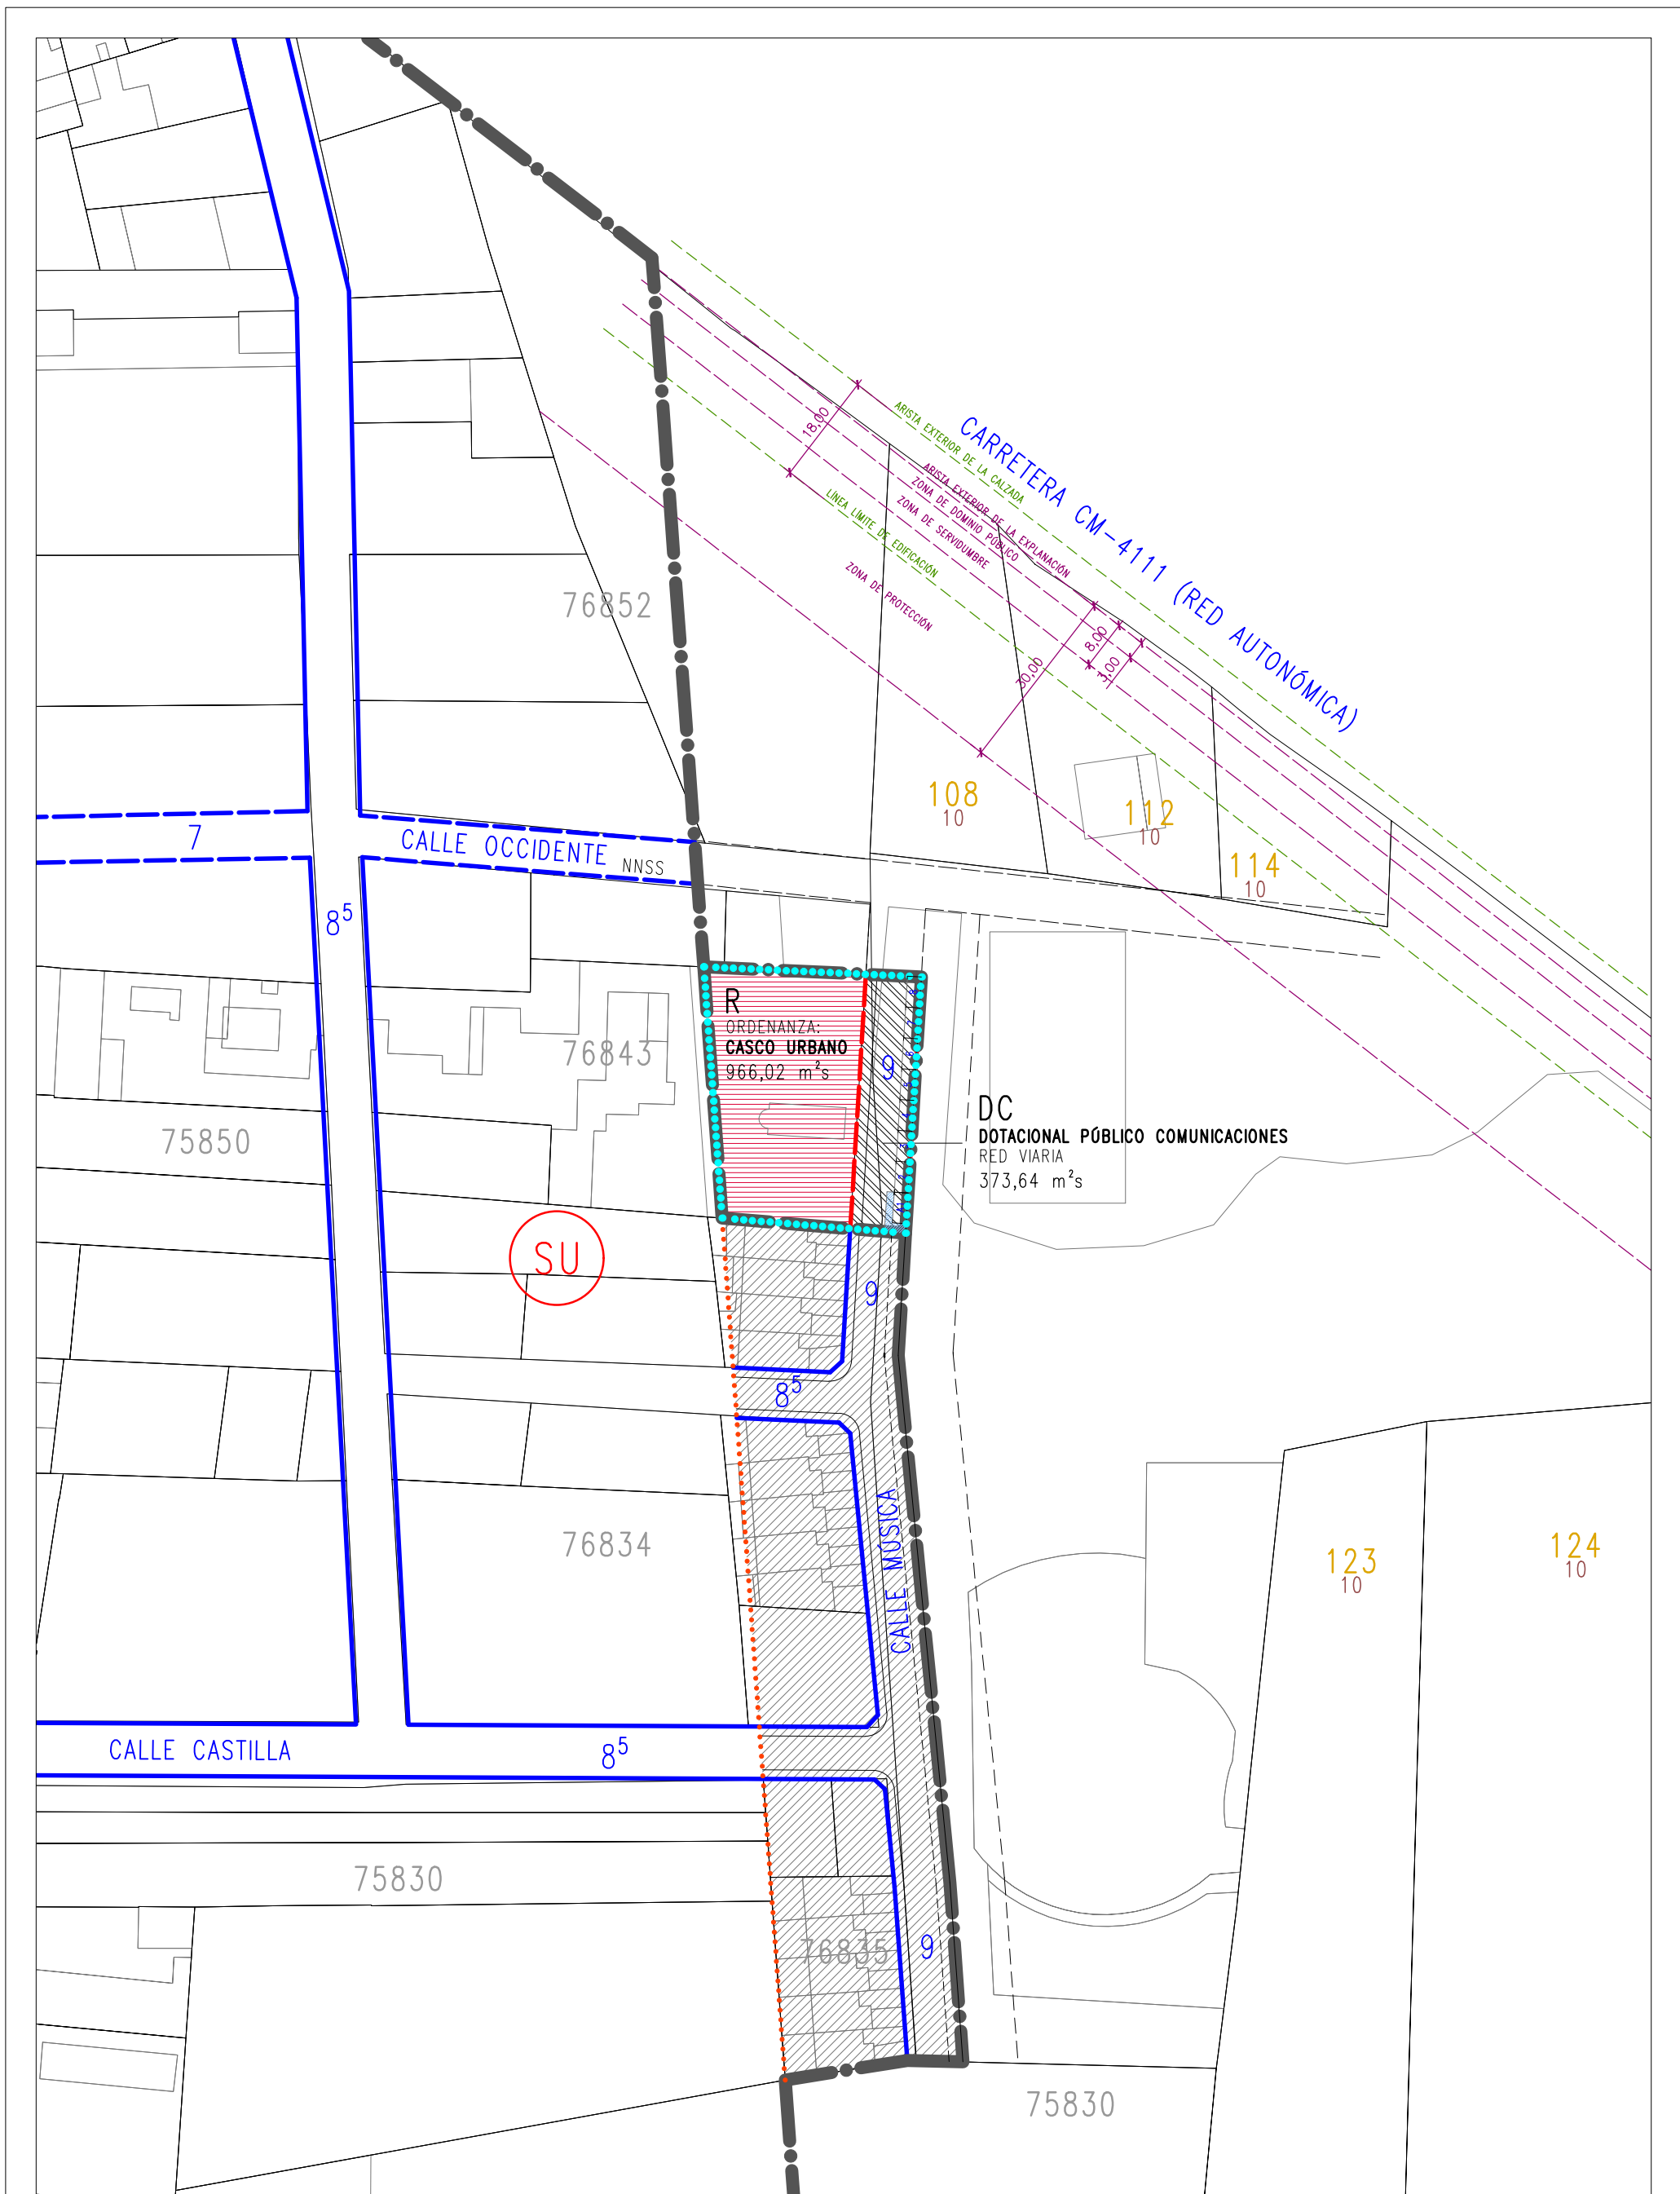 CARRETERA CM-4111 (RED AUTONÓMICA)
ARISTA EXTERIOR DE LA CALZADA
ARISTA EXTERIOR DE LA EXPLANACIÓN
ZONA DE DOMINIO PÚBLICO
ZONA DE SERVIDUMBRE
LÍNEA LÍMITE DE EDIFICACIÓN
ZONA DE PROTECCIÓN
18,00
30,00
8,00
3,00
76852
108
10
112
10
114
10
7
CALLE OCCIDENTE NNSS
8⁵
R
ORDENANZA:
CASCO URBANO
966,02 m²s
9
76843
DC
DOTACIONAL PÚBLICO COMUNICACIONES
RED VIARIA
373,64 m²s
75850
SU
9
8⁵
CALLE MÚSICA
76834
123
10
124
10
CALLE CASTILLA
8⁵
75830
76835
9
75830